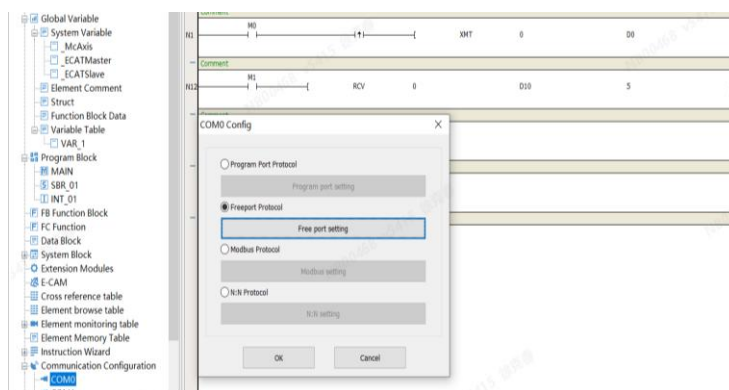 Global Variable
System Variable
_McAxis
_ECATMaster
_ECATSlave
Element Comment
Struct
Function Block Data
Variable Table
VAR_1
Program Block
MAIN
SBR_01
INT_01
FB Function Block
FC Function
Data Block
System Block
Extension Modules
E-CAM
Cross reference table
Element browse table
Element monitoring table
Element Memory Table
Instruction Wizard
Communication Configuration
COM0
N1 M0 XMT 0 D0
Comment
N12 M1 RCV 0 D10 5
COM0 Config
Program Port Protocol
Program port setting
Freeport Protocol
Free port setting
Modbus Protocol
Modbus setting
N:N Protocol
N:N setting
OK Cancel